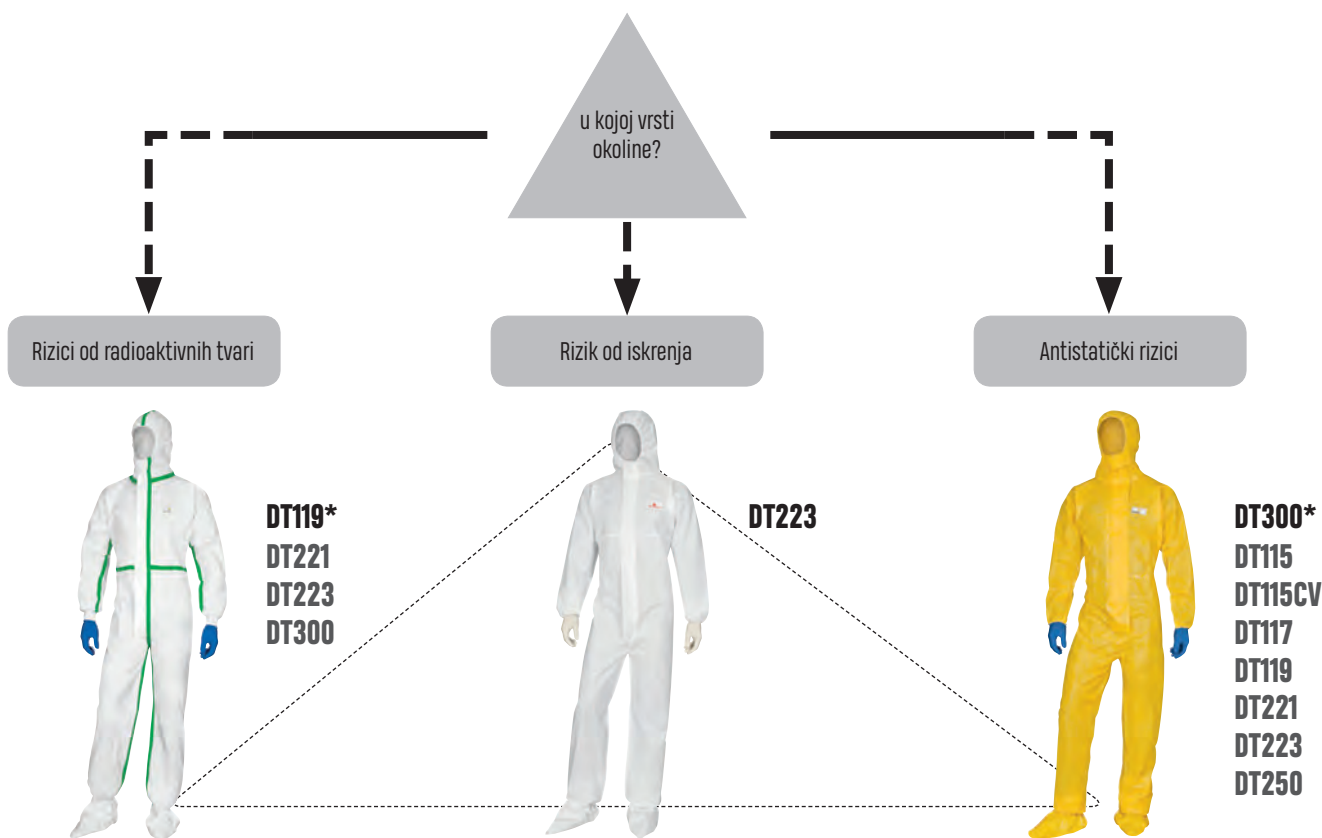 u kojoj vrsti
okoline?
Rizici od radioaktivnih tvari
Rizik od iskrenja
Antistatički rizici
DT119*
DT221
DT223
DT300
DT223
DT300*
DT115
DT115CV
DT117
DT119
DT221
DT223
DT250